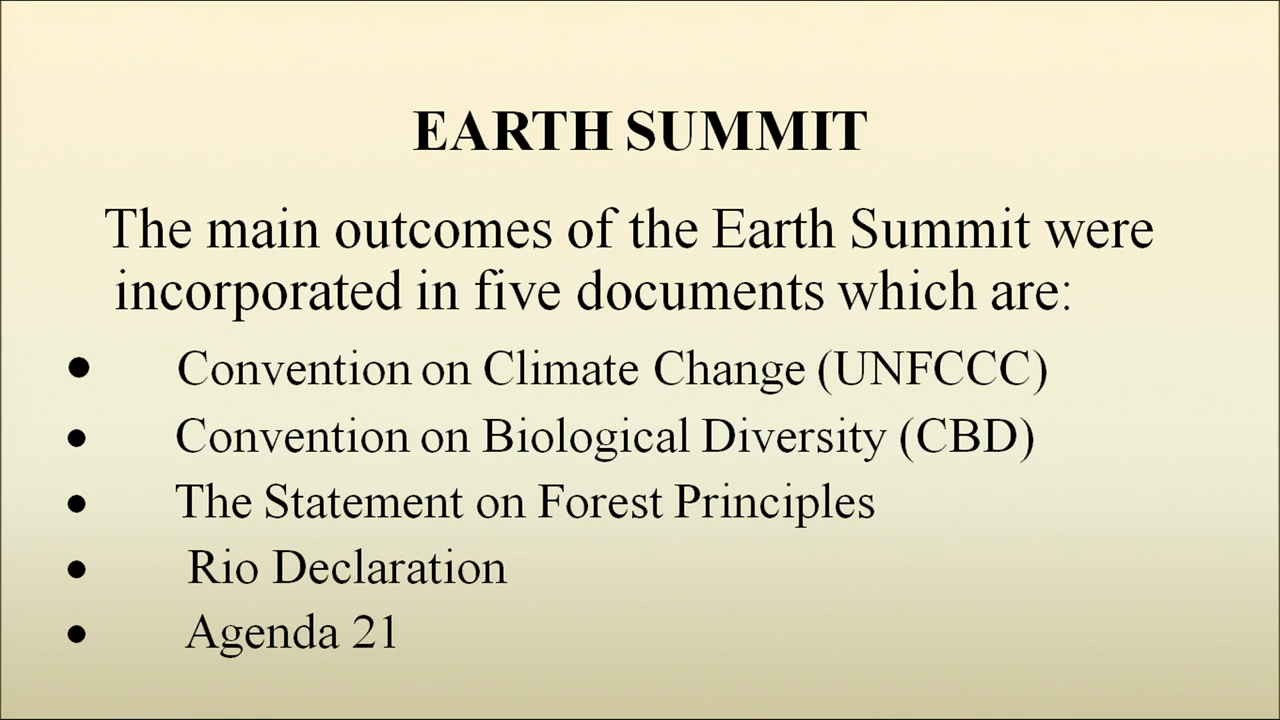 EARTH SUMMIT
The main outcomes of the Earth Summit were
incorporated in five documents which are:
● Convention on Climate Change (UNFCCC)
● Convention on Biological Diversity (CBD)
● The Statement on Forest Principles
● Rio Declaration
● Agenda 21